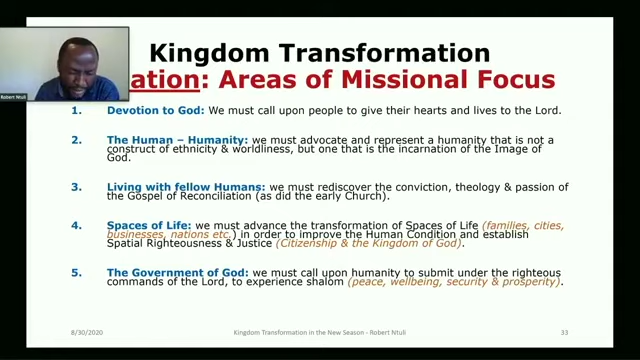 Robert Ntuli
Kingdom Transformation
ation: Areas of Missional Focus
1. Devotion to God: We must call upon people to give their hearts and lives to the Lord.
2. The Human – Humanity: we must advocate and represent a humanity that is not a
construct of ethnicity & worldliness, but one that is the incarnation of the Image of
God.
3. Living with fellow Humans: we must rediscover the conviction, theology & passion of
the Gospel of Reconciliation (as did the early Church).
4. Spaces of Life: we must advance the transformation of Spaces of Life (families, cities,
businesses, nations etc.) in order to improve the Human Condition and establish
Spatial Righteousness & Justice (Citizenship & the Kingdom of God).
5. The Government of God: we must call upon humanity to submit under the righteous
commands of the Lord, to experience shalom (peace, wellbeing, security & prosperity).
8/30/2020 Kingdom Transformation in the New Season - Robert Ntuli 33